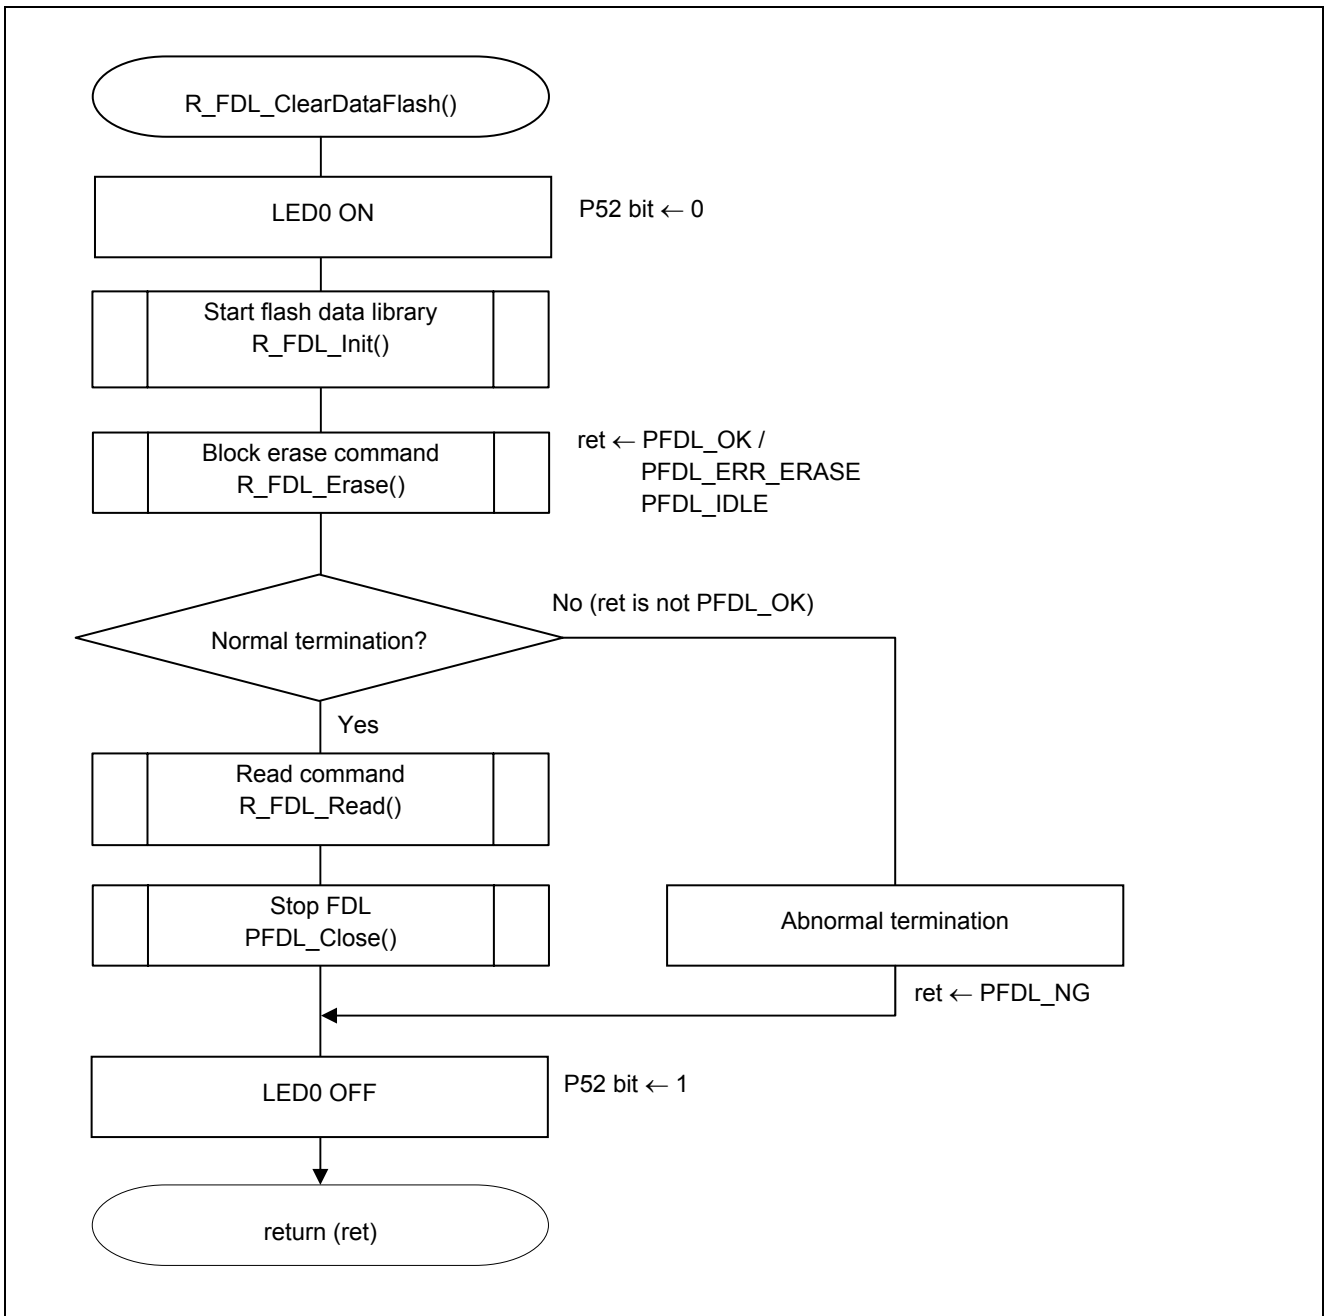 R_FDL_ClearDataFlash()
LED0 ON
P52 bit ← 0
Start flash data library
R_FDL_Init()
Block erase command
R_FDL_Erase()
ret ← PFDL_OK /
PFDL_ERR_ERASE
PFDL_IDLE
No (ret is not PFDL_OK)
Normal termination?
Yes
Read command
R_FDL_Read()
Stop FDL
PFDL_Close()
Abnormal termination
ret ← PFDL_NG
LED0 OFF
P52 bit ← 1
return (ret)